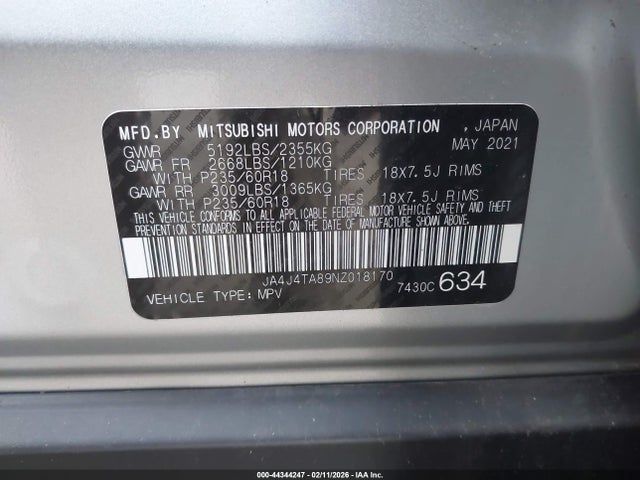 MFD.BY MITSUBISHI MOTORS CORPORATION , JAPAN
GVWR 5192LBS/2355KG MAY 2021
GAWR FR 2668LBS/1210KG
WITH P235/60R18 TIRES 18X7.5J RIMS
GAWR RR 3009LBS/1365KG
WITH P235/60R18 TIRES 18X7.5J RIMS
THIS VEHICLE CONFORMS TO ALL APPLICABLE FEDERAL MOTOR VEHICLE SAFETY AND THEFT
PREVENTION STANDARDS IN EFFECT ON THE DATE OF MANUFACTURE SHOWN ABOVE.
JA4J4TA89NZ018170
VEHICLE TYPE: MPV 7430C 634
000-44344247 - 02/11/2026 - IAAI.COM